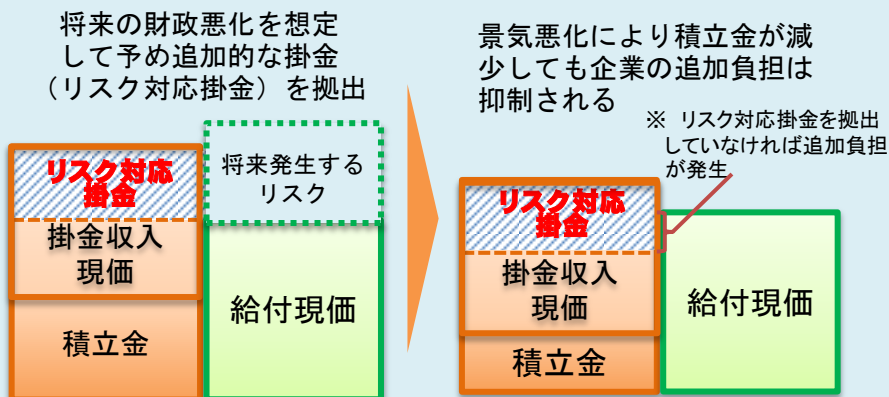 将来の財政悪化を想定
して予め追加的な掛金
（リスク対応掛金）を拠出
リスク対応
掛金
掛金収入
現価
積立金
将来発生する
リスク
給付現価
景気悪化により積立金が減
少しても企業の追加負担は
抑制される
※ リスク対応掛金を拠出
していなければ追加負担
が発生
リスク対応
掛金
掛金収入
現価
積立金
給付現価